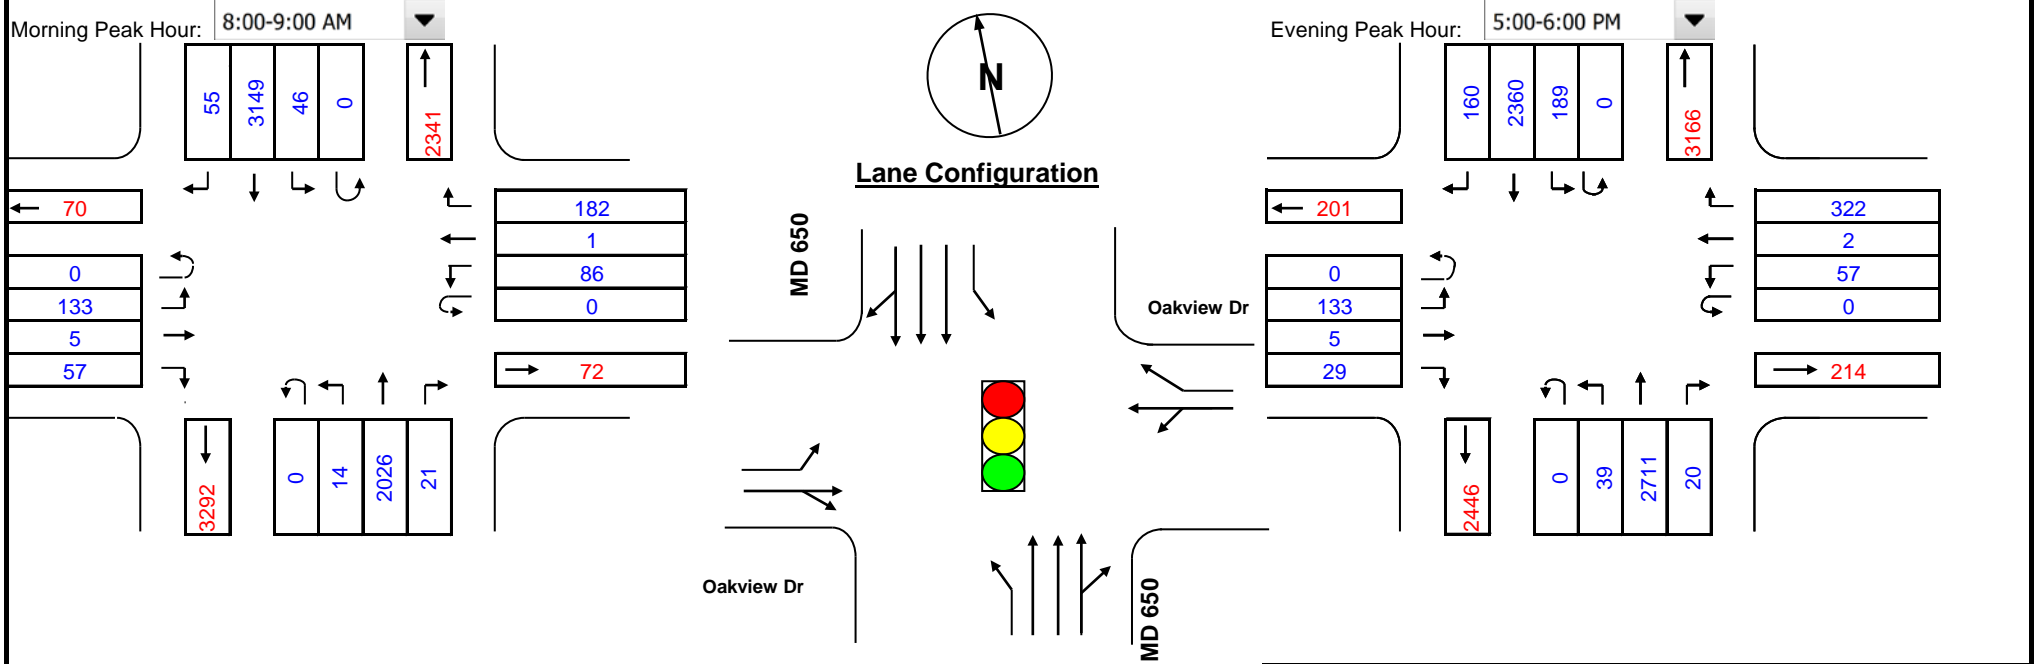 Morning Peak Hour: 8:00-9:00 AM
55 3149 46 0 2341
70
182
1
86
0
0
133
5
57
72
3292 0 14 2026 21
N
Lane Configuration
MD 650
Oakview Dr
Oakview Dr
MD 650
Evening Peak Hour: 5:00-6:00 PM
160 2360 189 0 3166
201
322
2
57
0
0
133
5
29
214
2446 0 39 2711 20